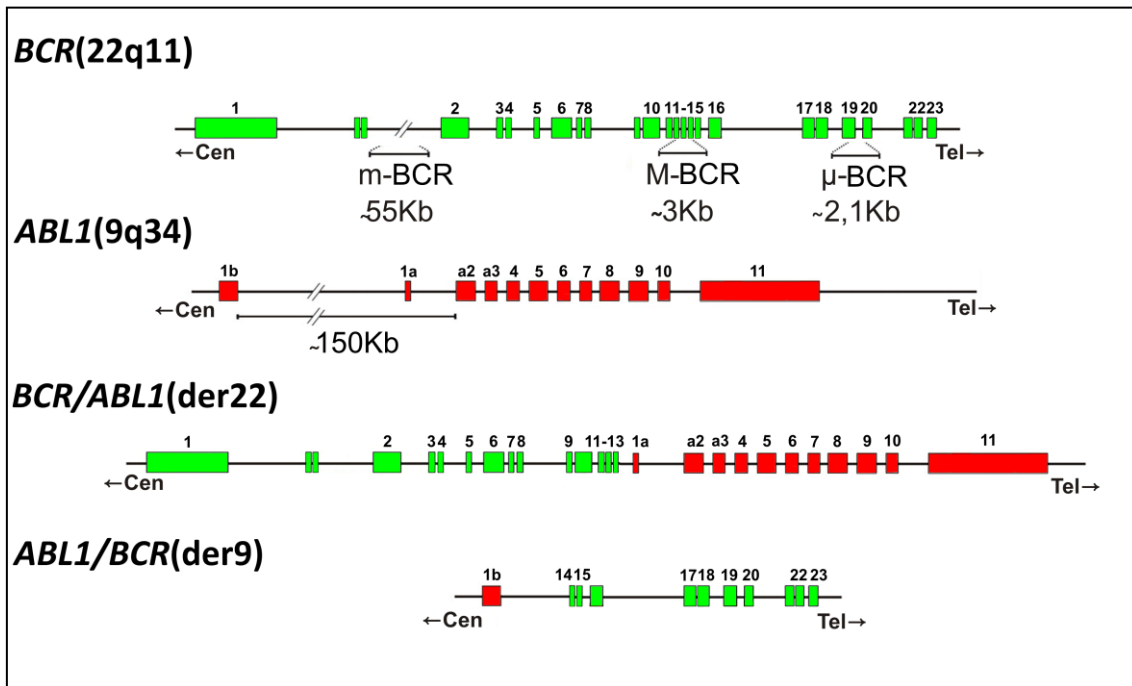 BCR(22q11)
1 2 34 5 6 78 10 11-15 16 1718 19 20 2223
←Cen Tel→
m-BCR M-BCR µ-BCR
~55Kb ~3Kb ~2,1Kb
ABL1(9q34)
1b 1a a2 a3 4 5 6 7 8 9 10 11
←Cen Tel→
~150Kb
BCR/ABL1(der22)
1 2 34 5 6 78 9 11-13 1a a2 a3 4 5 6 7 8 9 10 11
←Cen Tel→
ABL1/BCR(der9)
1b 1415 1718 19 20 22 23
←Cen Tel→